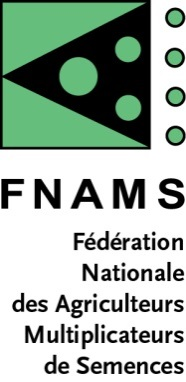 FNAMS
Fédération
Nationale
des Agriculteurs
Multiplicateurs
de Semences